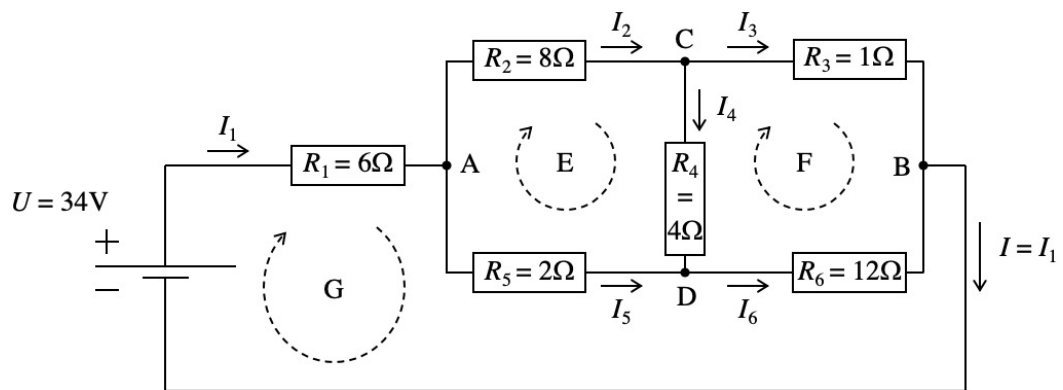 I₂
C
I₃
R₂ = 8Ω
R₃ = 1Ω
I₄
I₁
R₁ = 6Ω
A
E
R₄
=
4Ω
F
B
U = 34V
+
−
G
R₅ = 2Ω
R₆ = 12Ω
I = I₁
I₅
D
I₆